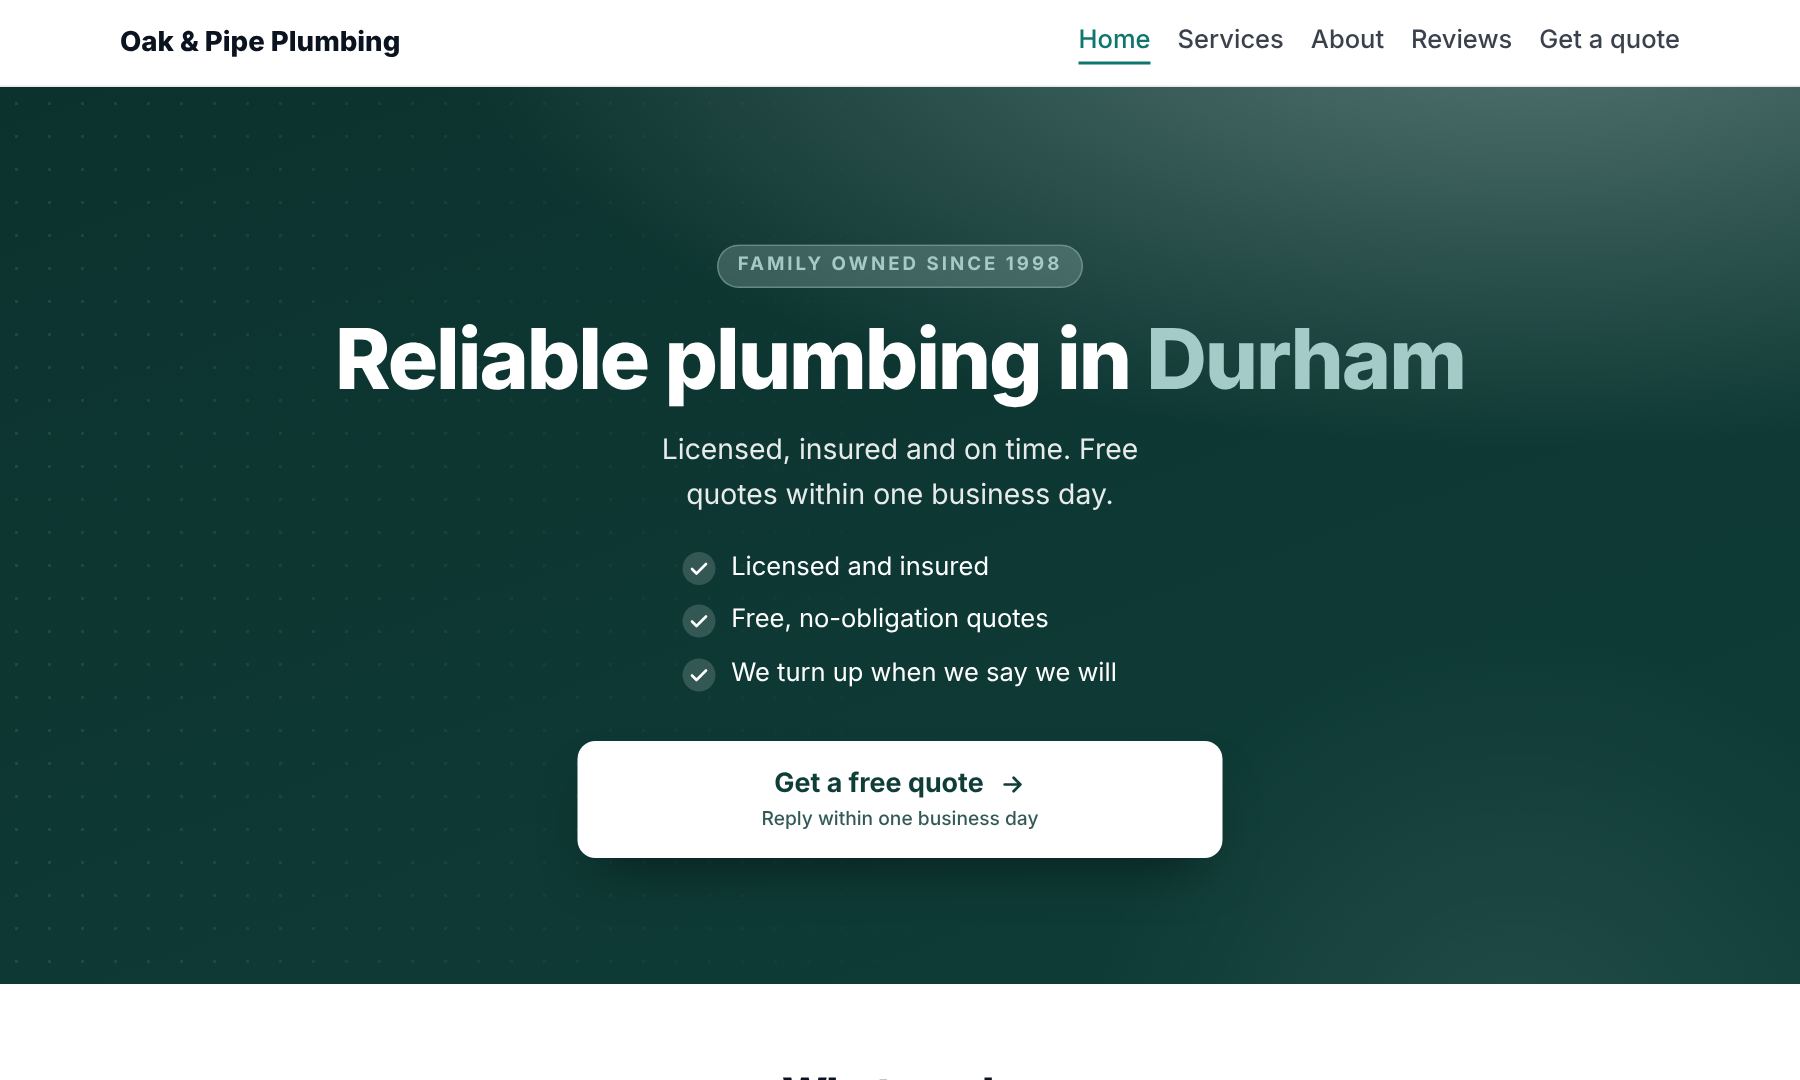 Oak & Pipe Plumbing
Home Services About Reviews Get a quote
FAMILY OWNED SINCE 1998
Reliable plumbing in Durham
Licensed, insured and on time. Free
quotes within one business day.
Licensed and insured
Free, no-obligation quotes
We turn up when we say we will
Get a free quote →
Reply within one business day